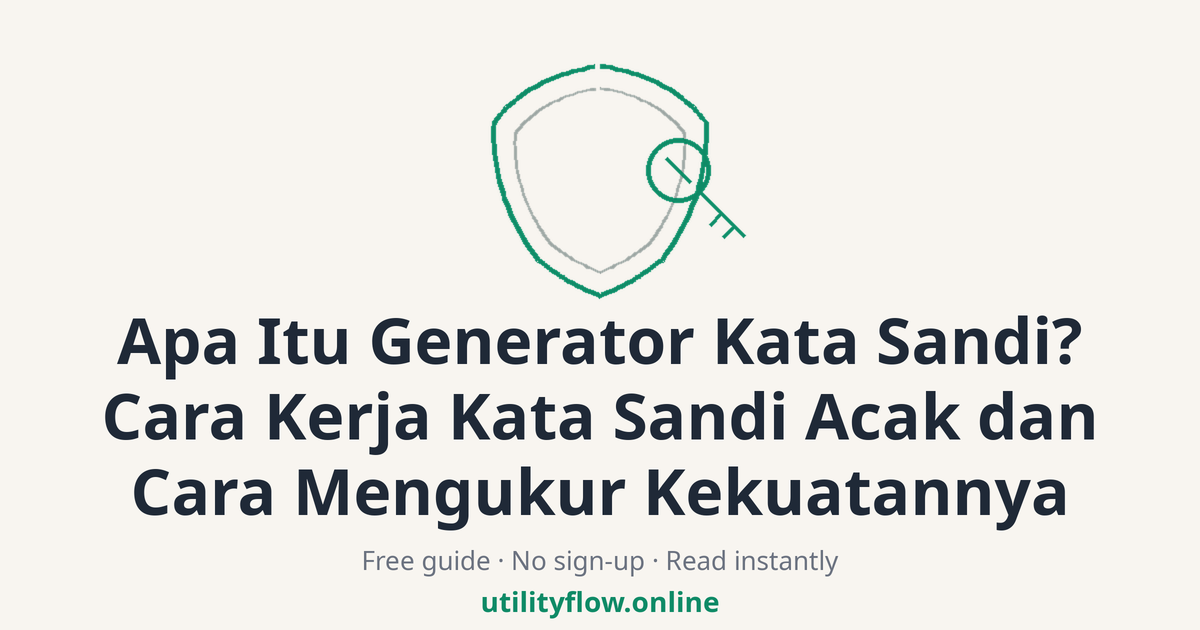 Apa Itu Generator Kata Sandi?
Cara Kerja Kata Sandi Acak dan
Cara Mengukur Kekuatannya
Free guide · No sign-up · Read instantly
utilityflow.online